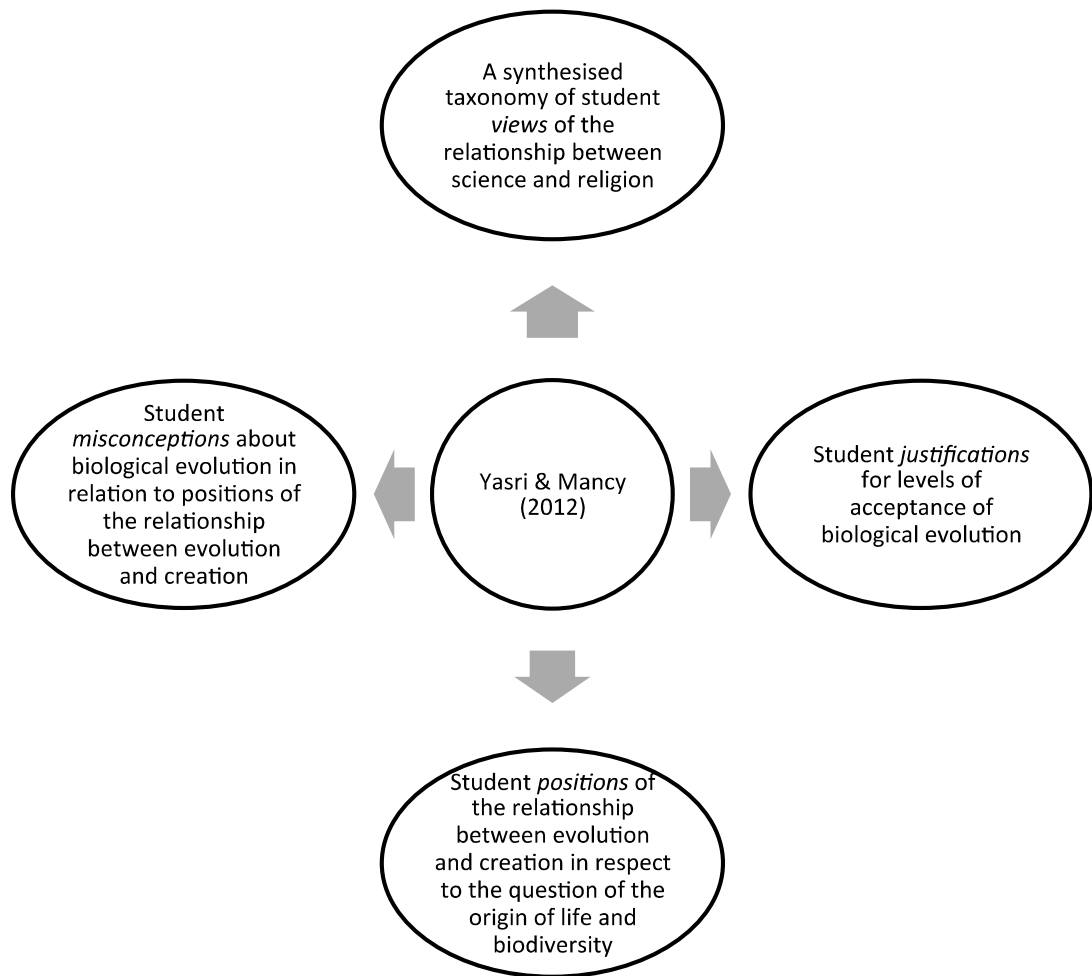 A synthesised
taxonomy of student
views of the
relationship between
science and religion
Student
misconceptions about
biological evolution in
relation to positions of
the relationship
between evolution
and creation
Yasri & Mancy
(2012)
Student justifications
for levels of
acceptance of
biological evolution
Student positions of
the relationship
between evolution
and creation in respect
to the question of the
origin of life and
biodiversity